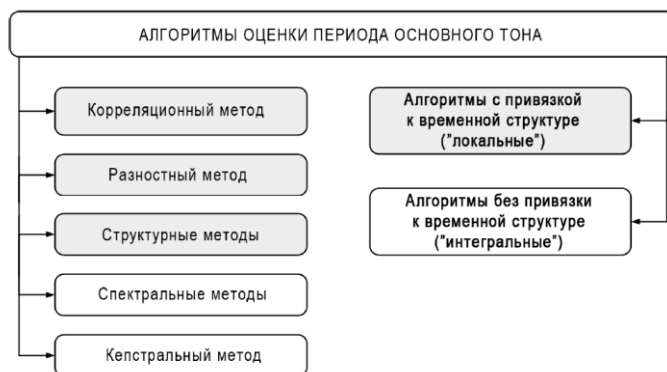 АЛГОРИТМЫ ОЦЕНКИ ПЕРИОДА ОСНОВНОГО ТОНА
Корреляционный метод
Разностный метод
Структурные методы
Спектральные методы
Кепстральный метод
Алгоритмы с привязкой
к временной структуре
("локальные")
Алгоритмы без привязки
к временной структуре
("интегральные")